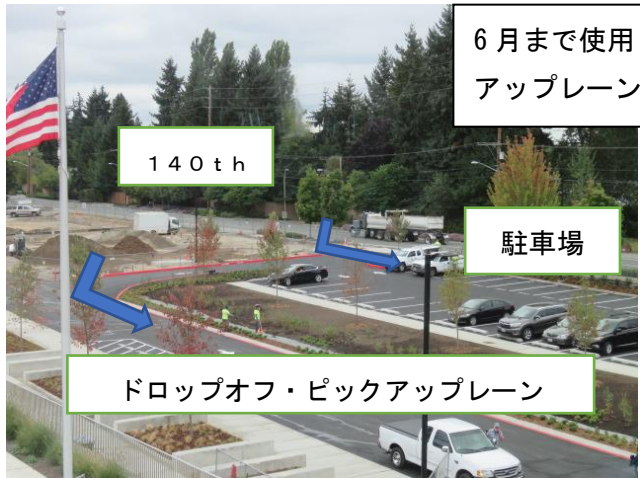 6月まで使用
アップレーン
１４０ｔｈ
駐車場
ドロップオフ・ピックアップレーン